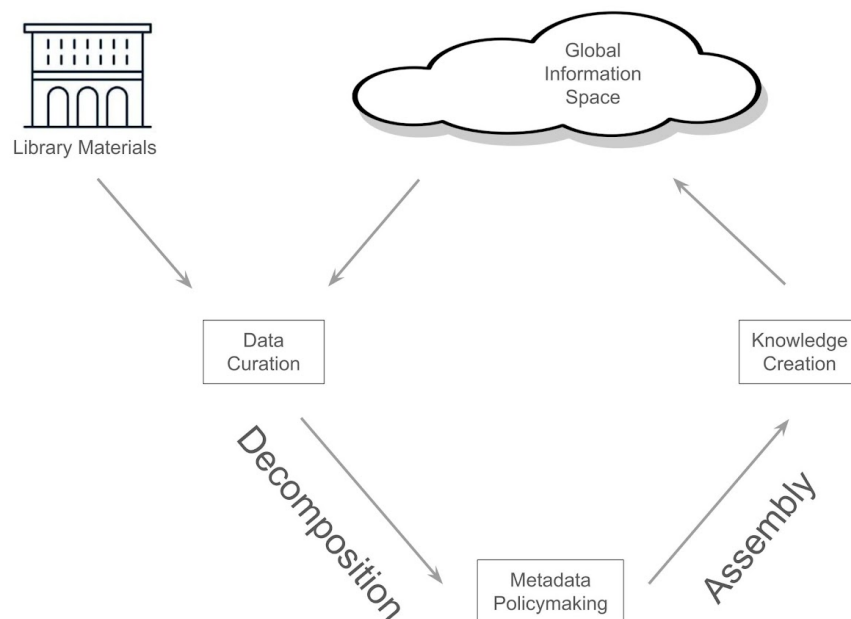 Global
Information
Space
Library Materials
Data
Curation
Knowledge
Creation
Decomposition
Assembly
Metadata
Policymaking